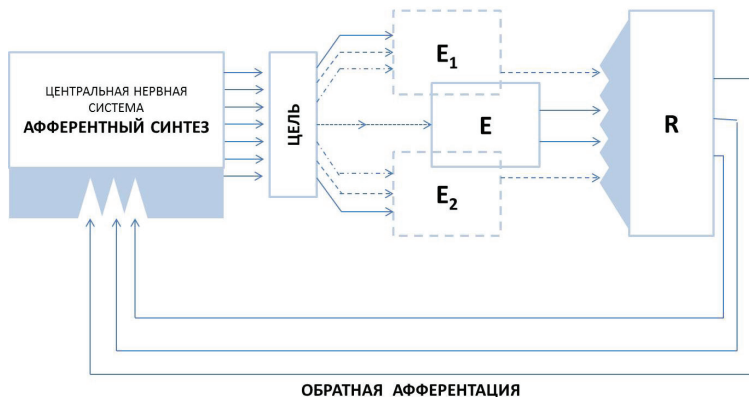 ЦЕНТРАЛЬНАЯ НЕРВНАЯ
СИСТЕМА
АФФЕРЕНТНЫЙ СИНТЕЗ
ЦЕЛЬ
E1
E
E2
R
ОБРАТНАЯ АФФЕРЕНТАЦИЯ